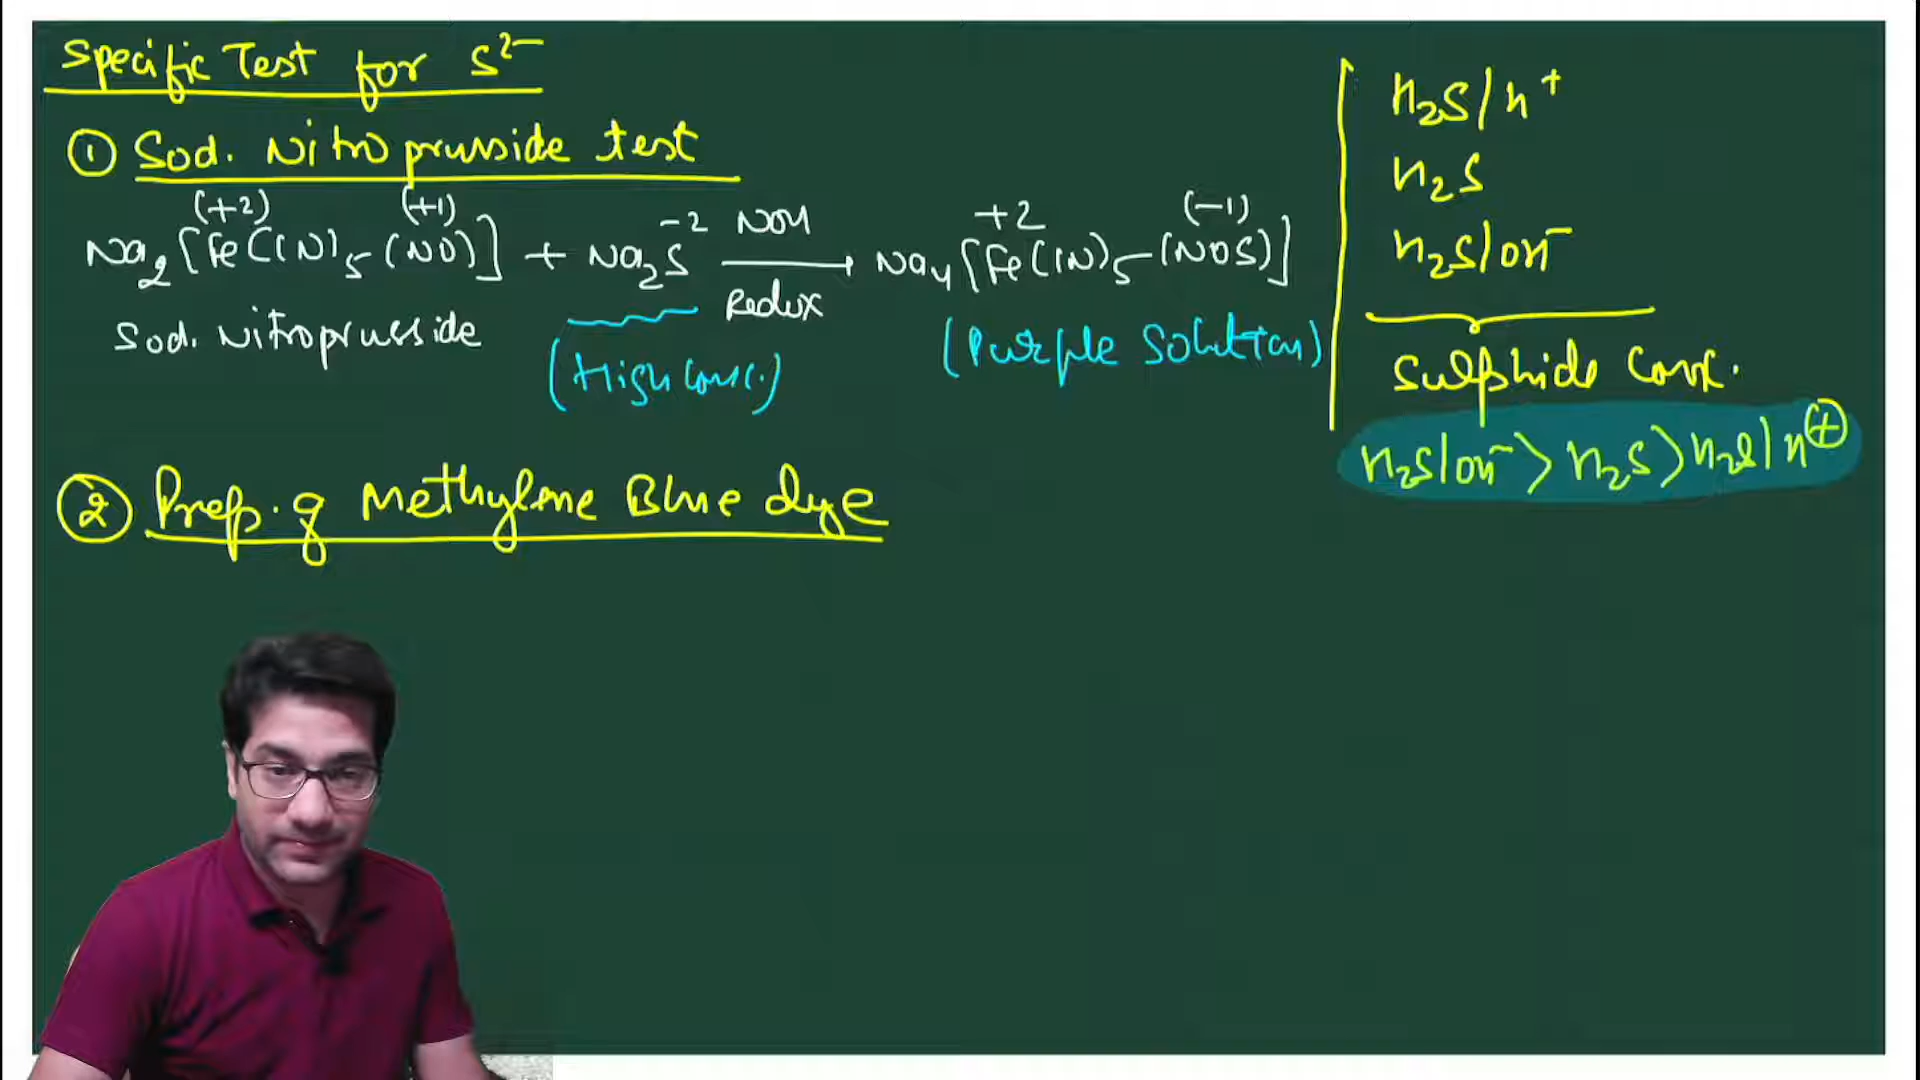 Specific Test for S²⁻
① Sod. Nitroprusside test
(+2) (+1)
Na₂[Fe(CN)₅(NO)] + Na₂S⁻² NaOH Redux → Na₄[Fe(CN)₅(NOS)]
+2 (-1)
Sod. Nitroprusside
(High conc.)
(Purple Solution)
H₂S/H⁺
H₂S
H₂S/OH⁻
Sulphide Conc.
H₂S/OH⁻ > H₂S > H₂S/H⊕
② Prep. of Methylene Blue dye